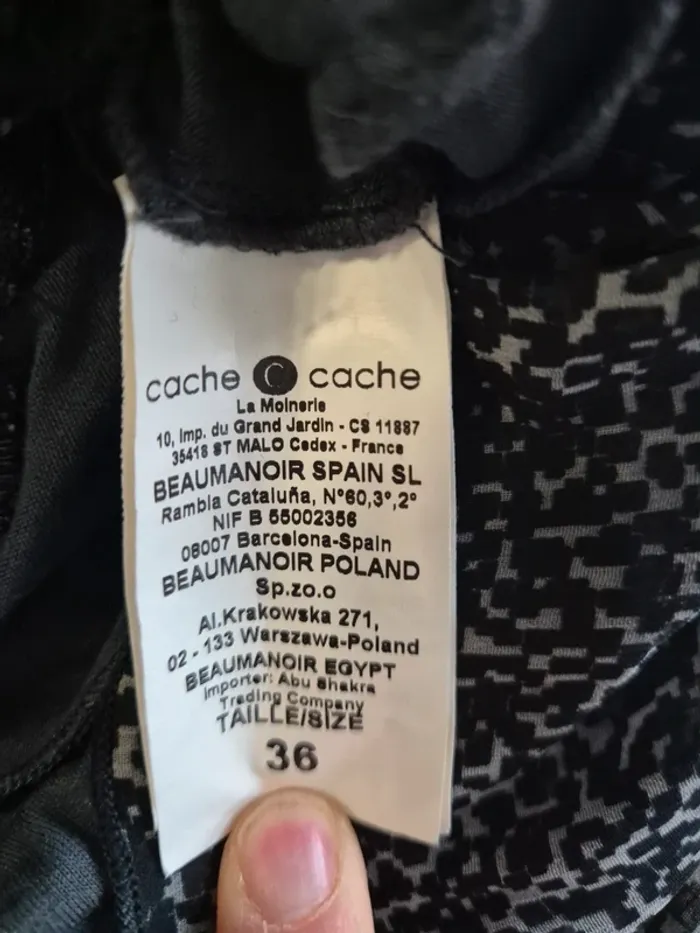 cache C cache
La Moinerie
10, Imp. du Grand Jardin - CS 11887
35418 ST MALO Cedex - France
BEAUMANOIR SPAIN SL
Rambla Cataluña, N°60,3°,2°
NIF B 55002356
08007 Barcelona-Spain
BEAUMANOIR POLAND
Sp.zo.o
Al.Krakowska 271,
02 - 133 Warszawa-Poland
BEAUMANOIR EGYPT
Importer: Abu Shakra
Trading Company
TAILLE/SIZE
36